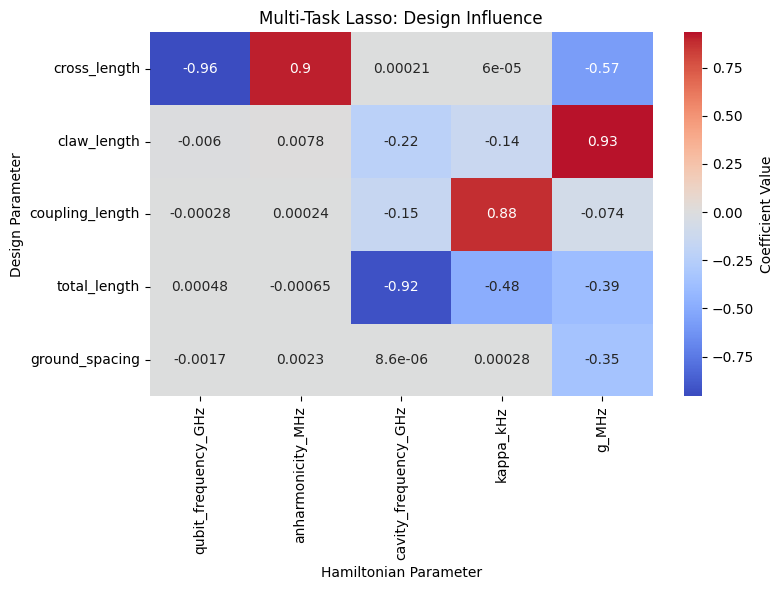 Multi-Task Lasso: Design Influence
cross_length -0.96 0.9 0.00021 6e-05 -0.57
claw_length -0.006 0.0078 -0.22 -0.14 0.93
coupling_length -0.00028 0.00024 -0.15 0.88 -0.074
total_length 0.00048 -0.00065 -0.92 -0.48 -0.39
ground_spacing -0.0017 0.0023 8.6e-06 0.00028 -0.35
Design Parameter
qubit_frequency_GHz
anharmonicity_MHz
cavity_frequency_GHz
kappa_kHz
g_MHz
Hamiltonian Parameter
0.75
0.50
0.25
0.00
−0.25
−0.50
−0.75
Coefficient Value